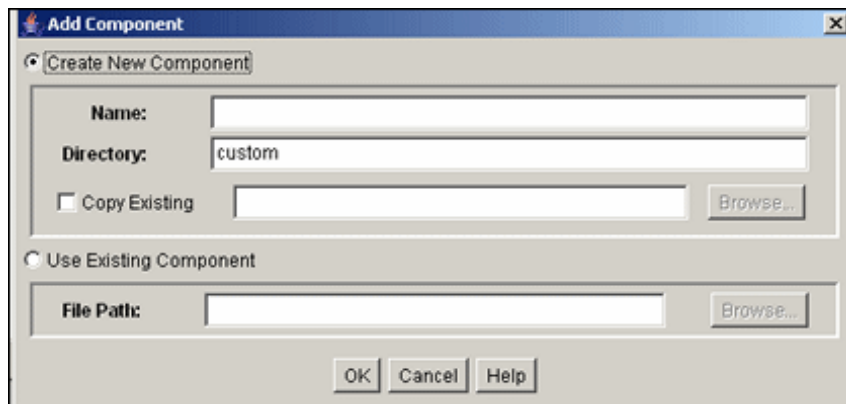 Add Component
Create New Component
Name:
Directory: custom
Copy Existing Browse...
Use Existing Component
File Path: Browse...
OK Cancel Help